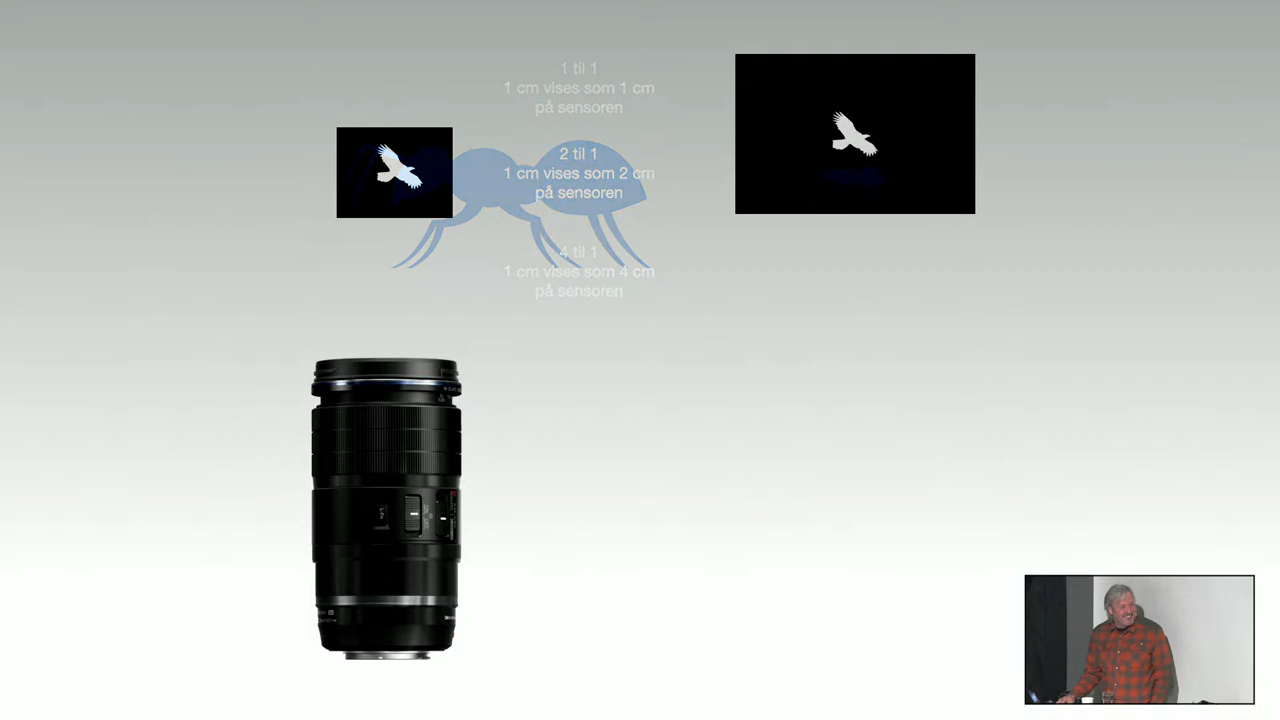 1 til 1
1 cm vises som 1 cm
på sensoren
2 til 1
1 cm vises som 2 cm
på sensoren
4 til 1
1 cm vises som 4 cm
på sensoren